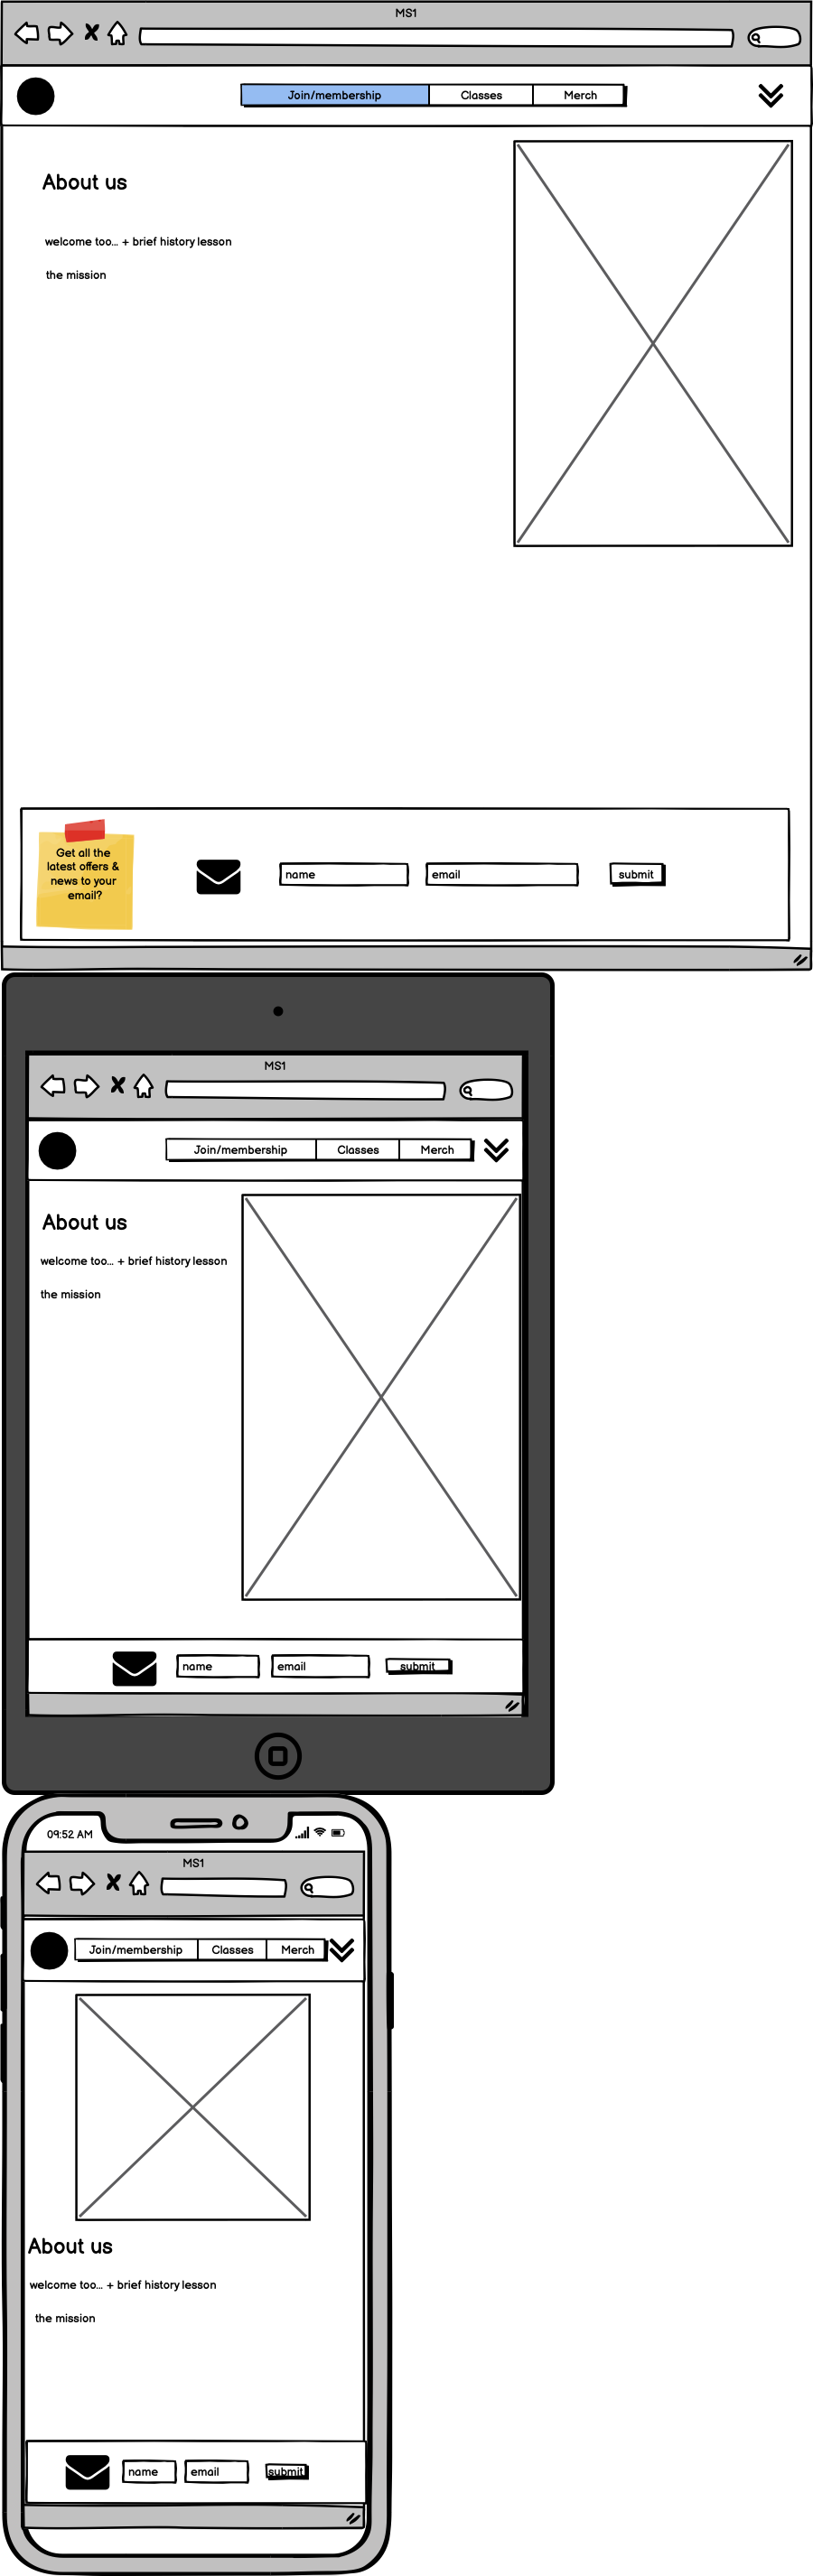 MS1
Join/membership Classes Merch
About us
welcome too... + brief history lesson
the mission
Get all the
latest offers &
news to your
email?
name email submit
MS1
Join/membership Classes Merch
About us
welcome too... + brief history lesson
the mission
name email submit
09:52 AM
MS1
Join/membership Classes Merch
About us
welcome too... + brief history lesson
the mission
name email submit